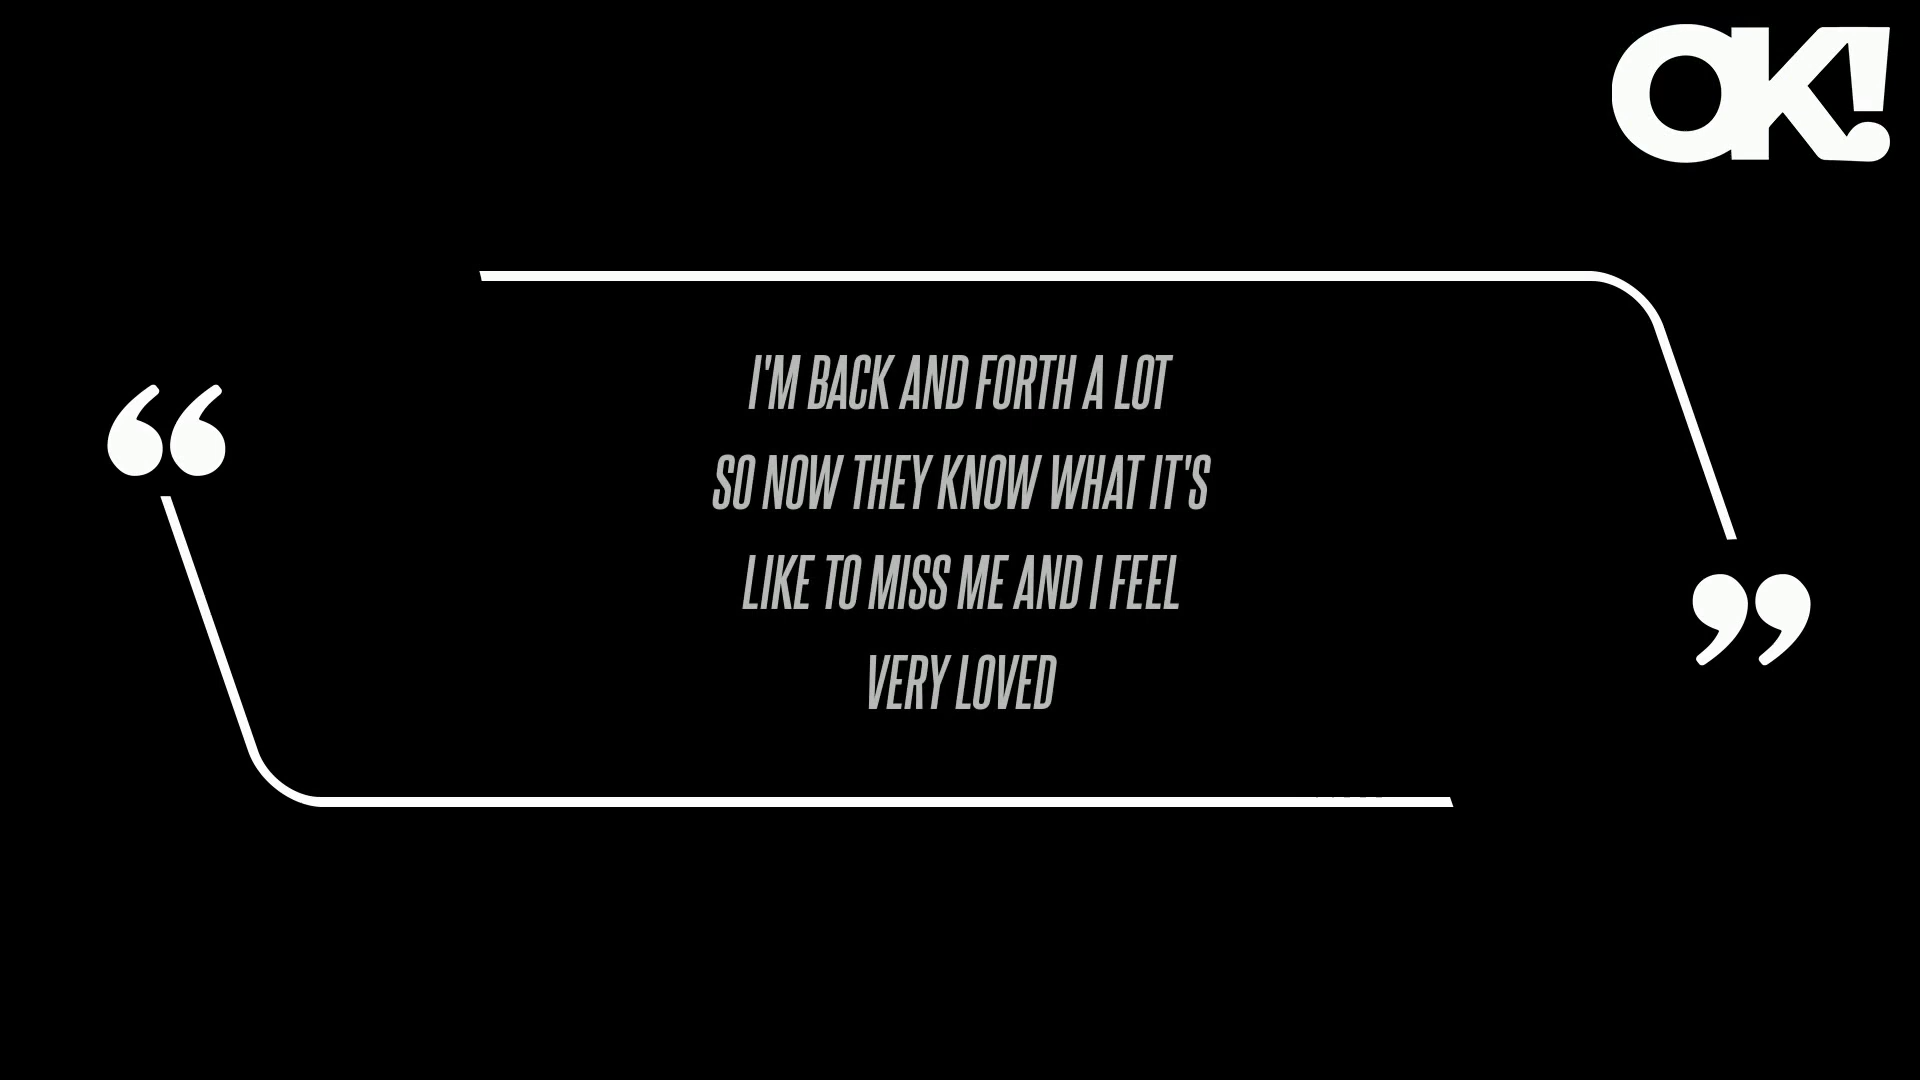 OK!
“
I'M BACK AND FORTH A LOT
SO NOW THEY KNOW WHAT IT'S
LIKE TO MISS ME AND I FEEL
VERY LOVED
”